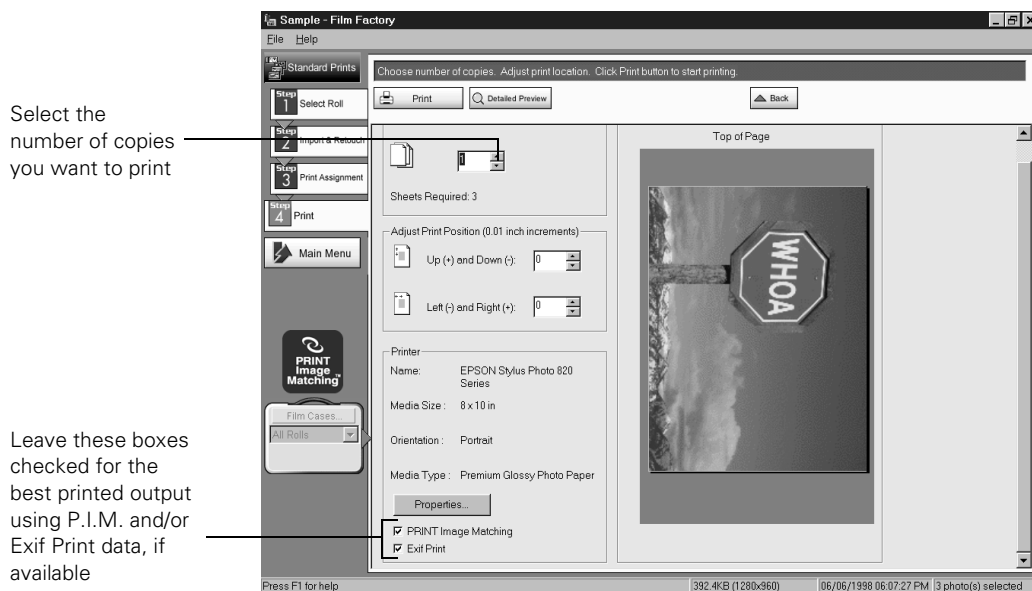 Sample - Film Factory
File Help
Standard Prints
Choose number of copies. Adjust print location. Click Print button to start printing.
Step 1 Select Roll
Print
Detailed Preview
Back
Select the
number of copies
you want to print
Step 2 Import & Retouch
Step 3 Print Assignment
Step 4 Print
Main Menu
1
Sheets Required: 3
Top of Page
WHOA
Adjust Print Position (0.01 inch increments)
Up (+) and Down (-): 0
Left (-) and Right (+): 0
PRINT
Image
Matching™
Film Cases...
All Rolls
Printer
Name: EPSON Stylus Photo 820
Series
Media Size : 8 x 10 in
Orientation : Portrait
Media Type : Premium Glossy Photo Paper
Properties...
PRINT Image Matching
Exif Print
Leave these boxes
checked for the
best printed output
using P.I.M. and/or
Exif Print data, if
available
Press F1 for help
392.4KB (1280x960)
06/06/1998 06:07:27 PM
3 photo(s) selected